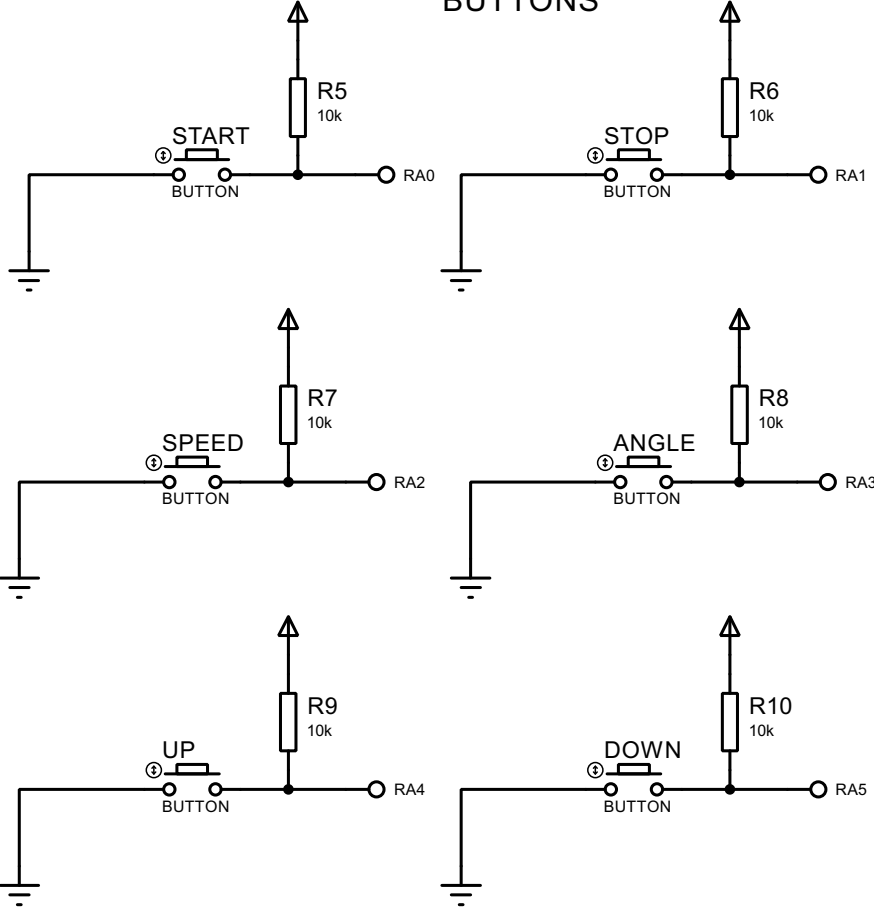 BUTTONS
R5
10k
START
BUTTON
RA0
R6
10k
STOP
BUTTON
RA1
R7
10k
SPEED
BUTTON
RA2
R8
10k
ANGLE
BUTTON
RA3
R9
10k
UP
BUTTON
RA4
R10
10k
DOWN
BUTTON
RA5